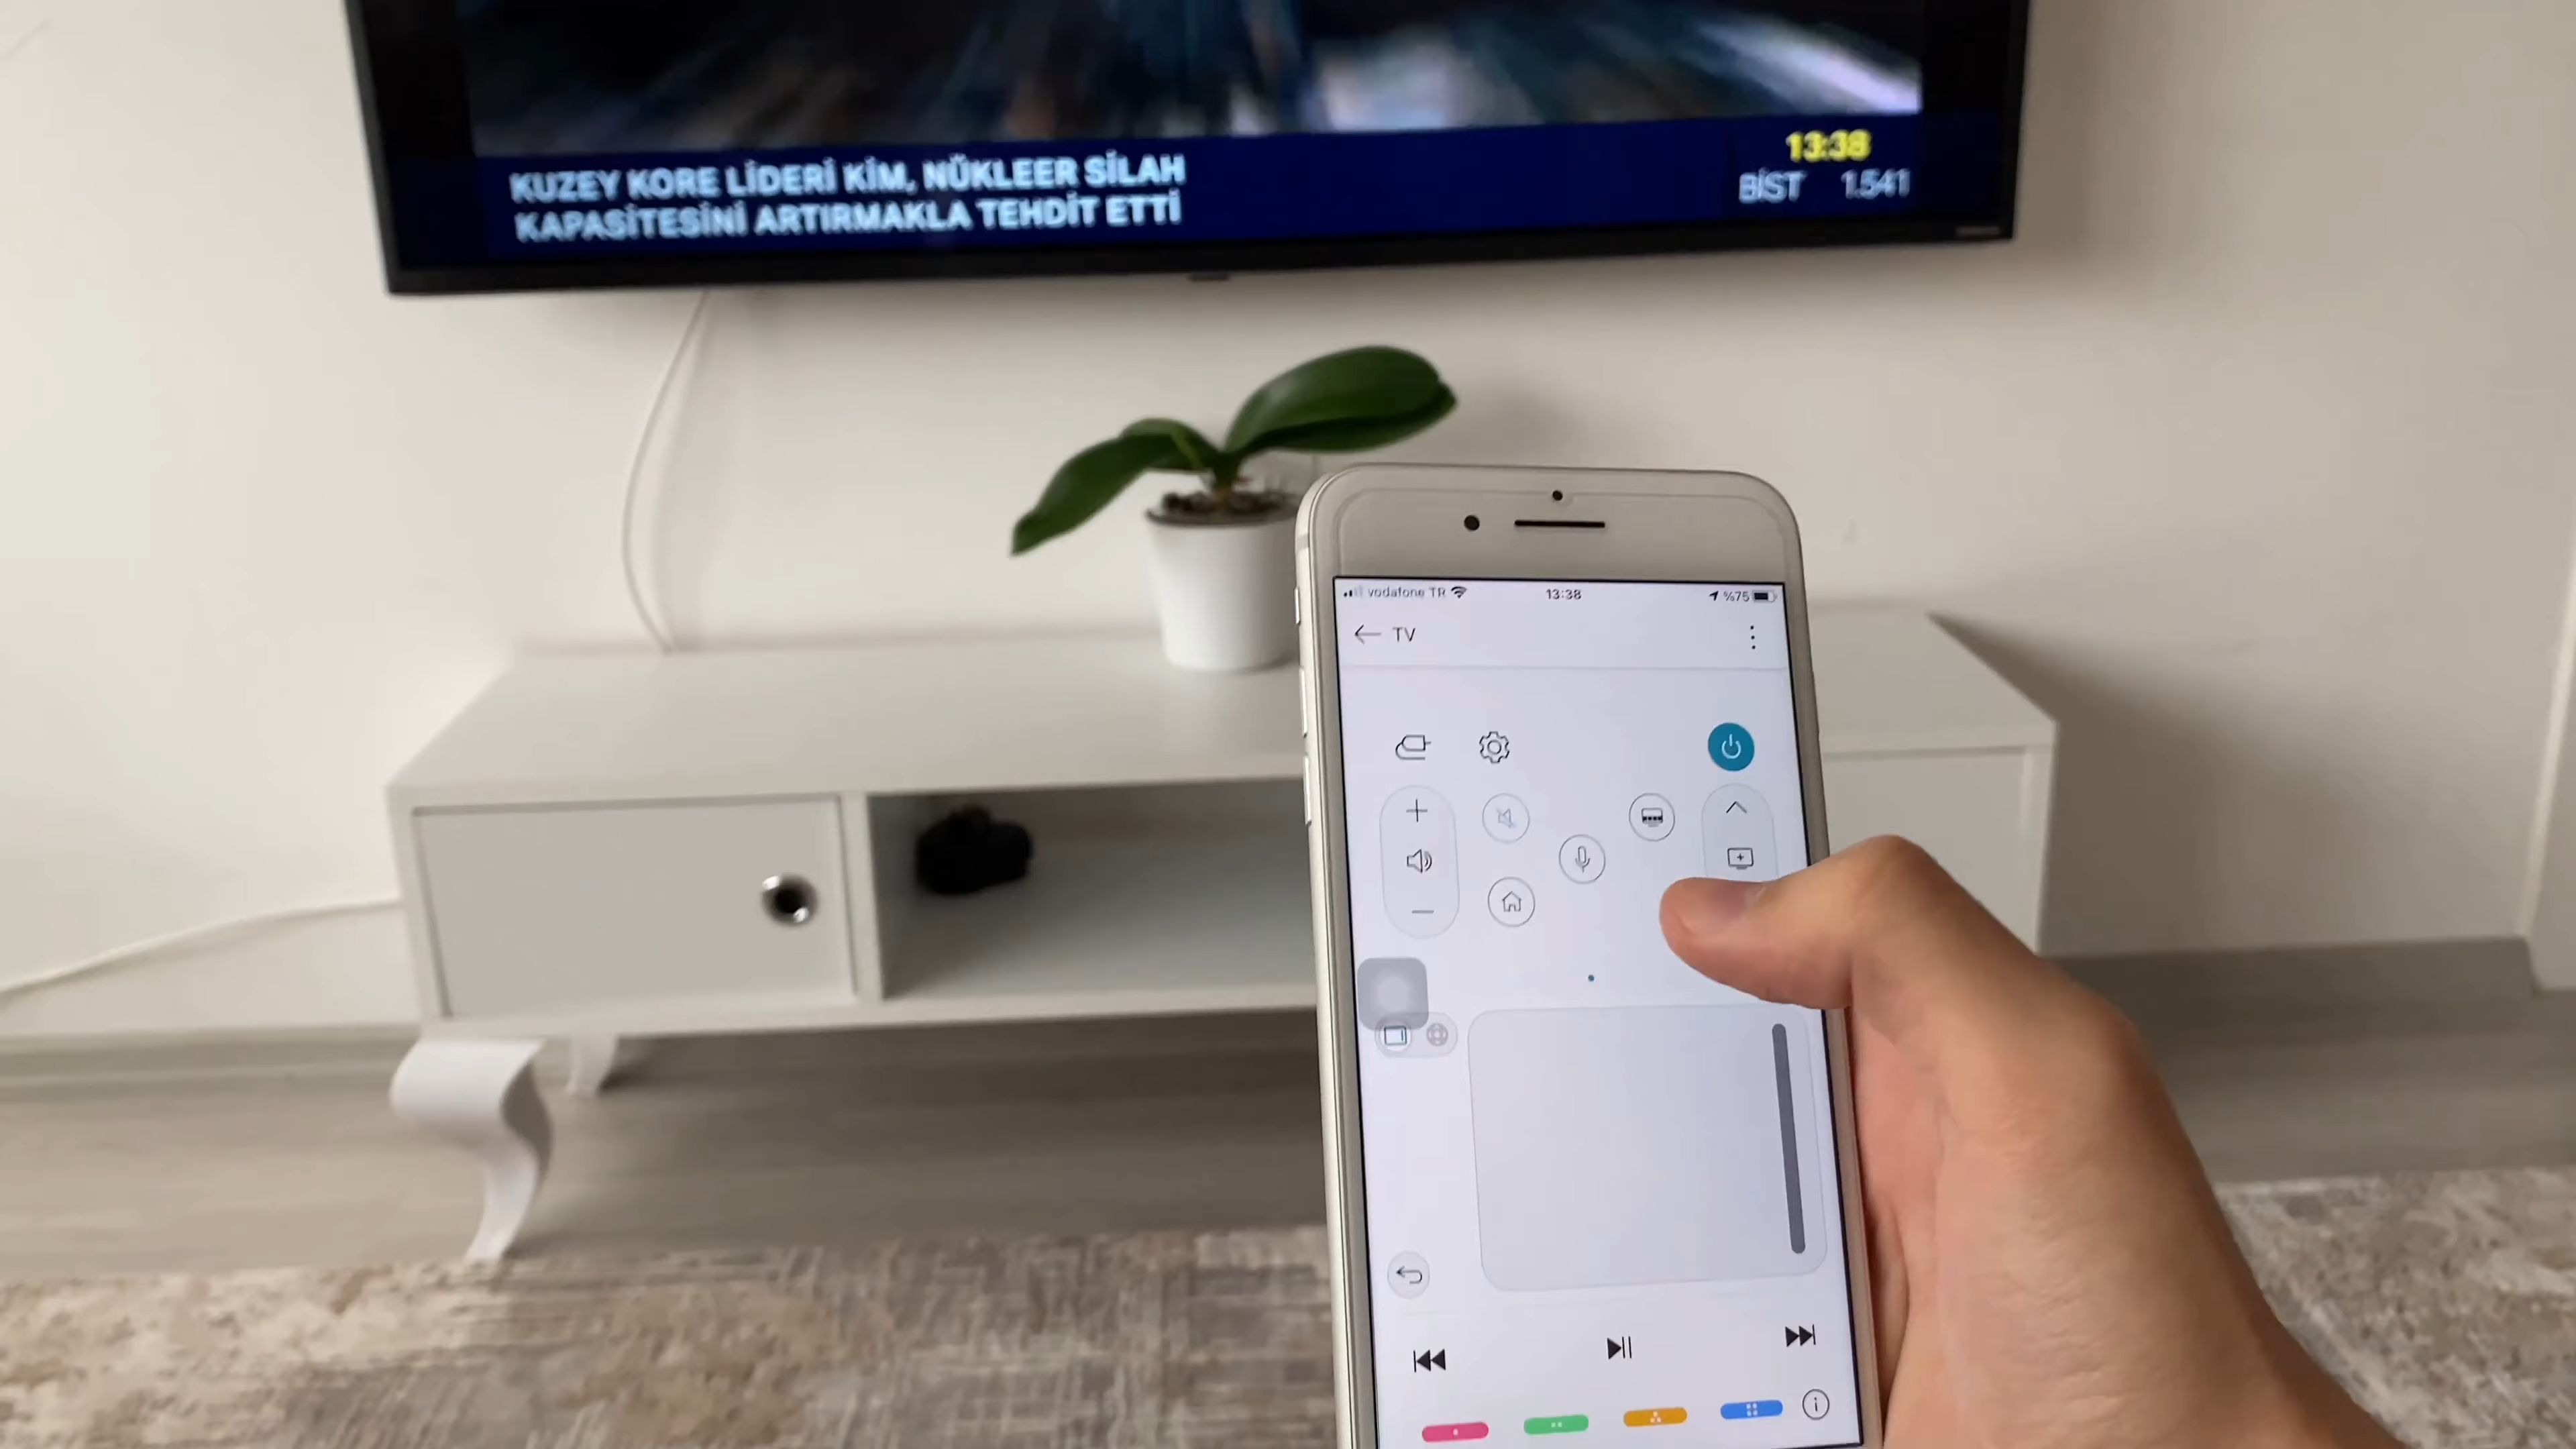 KUZEY KORE LİDERİ KİM, NÜKLEER SİLAH
KAPASİTESİNİ ARTIRMAKLA TEHDİT ETTİ
13:38
BİST 1.541
vodafone TR 13:38 %75
TV